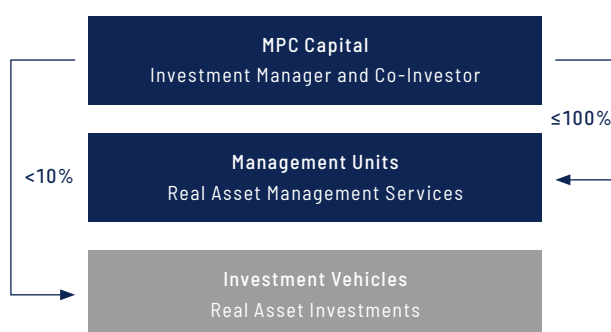 MPC Capital
Investment Manager and Co-Investor
≤100%
Management Units
<10%
Real Asset Management Services
Investment Vehicles
Real Asset Investments